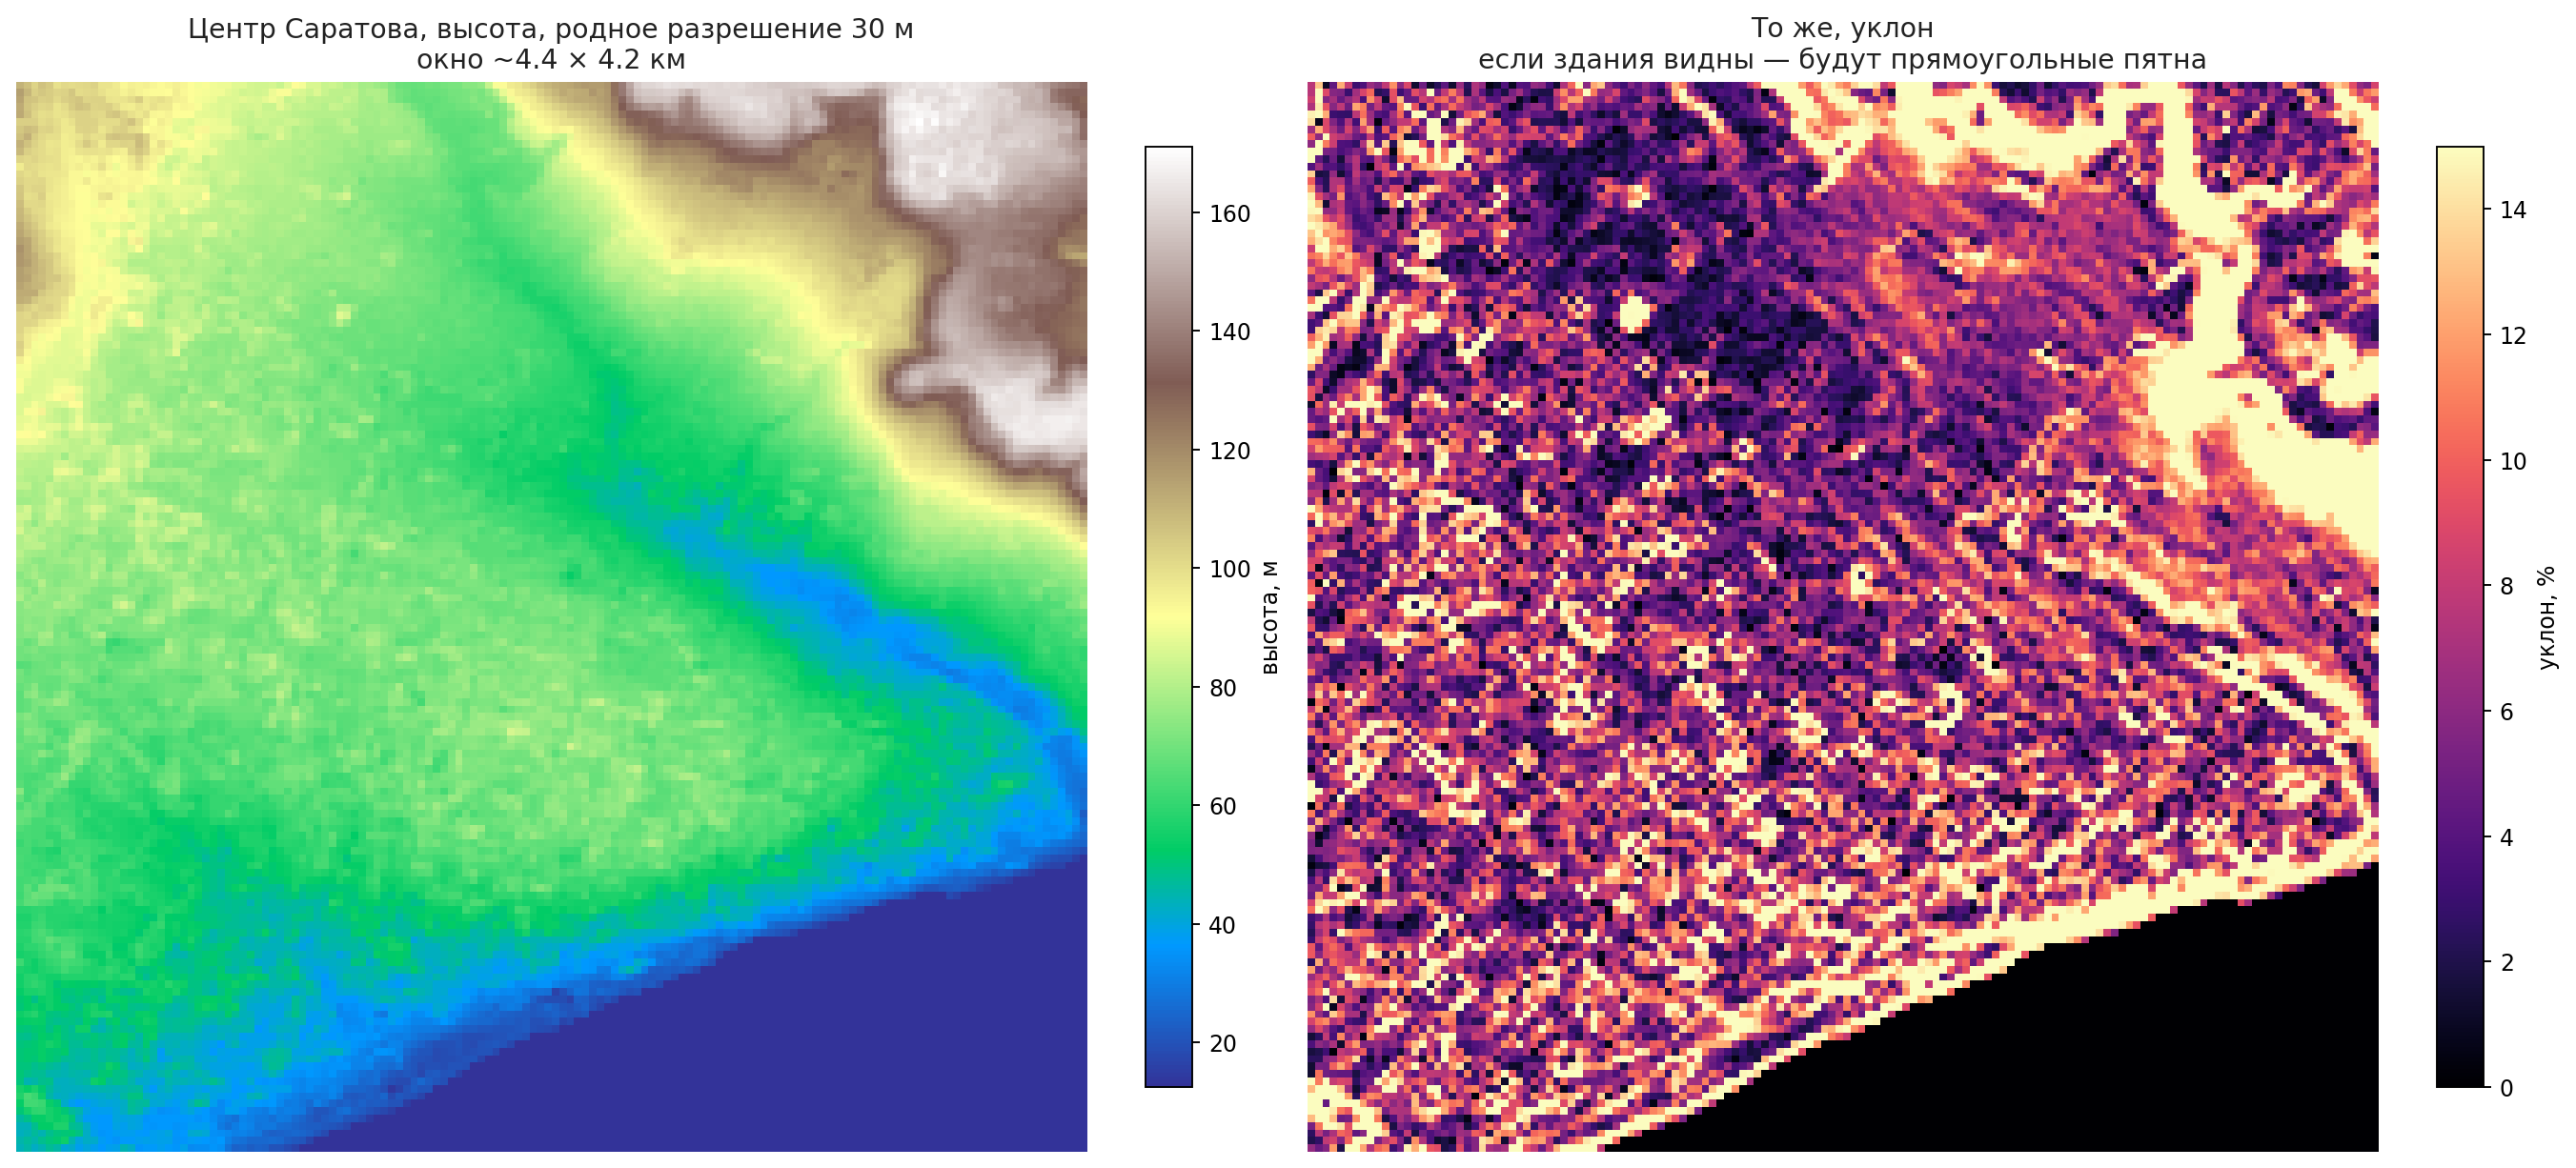 Центр Саратова, высота, родное разрешение 30 м
окно ~4.4 × 4.2 км
160
140
120
100
80
60
40
20
высота, м
То же, уклон
если здания видны — будут прямоугольные пятна
14
12
10
8
6
4
2
0
уклон, %